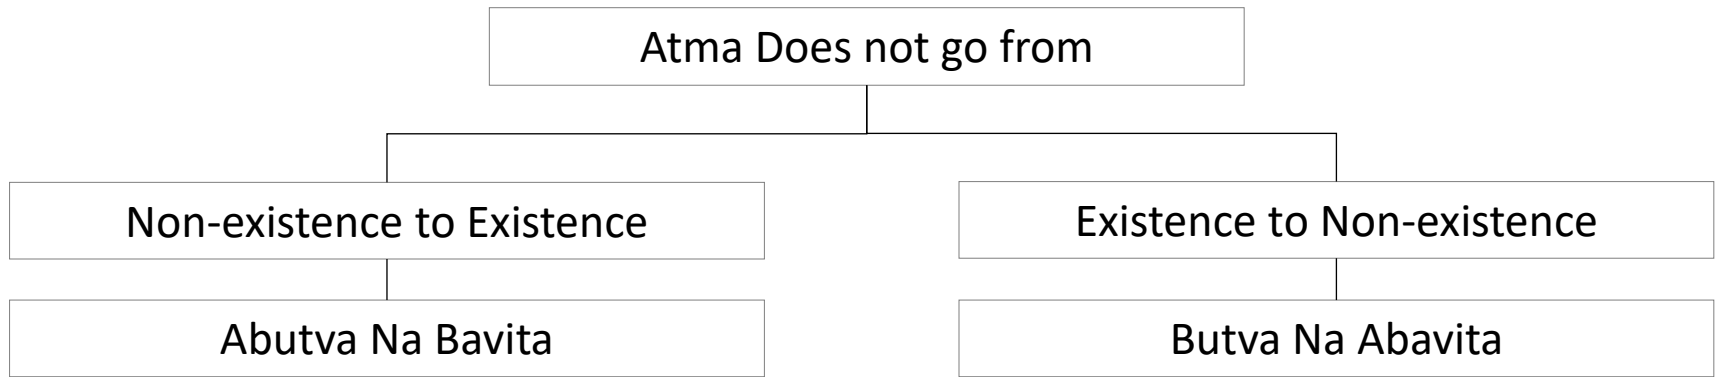 Atma Does not go from
Non-existence to Existence
Existence to Non-existence
Abutva Na Bavita
Butva Na Abavita